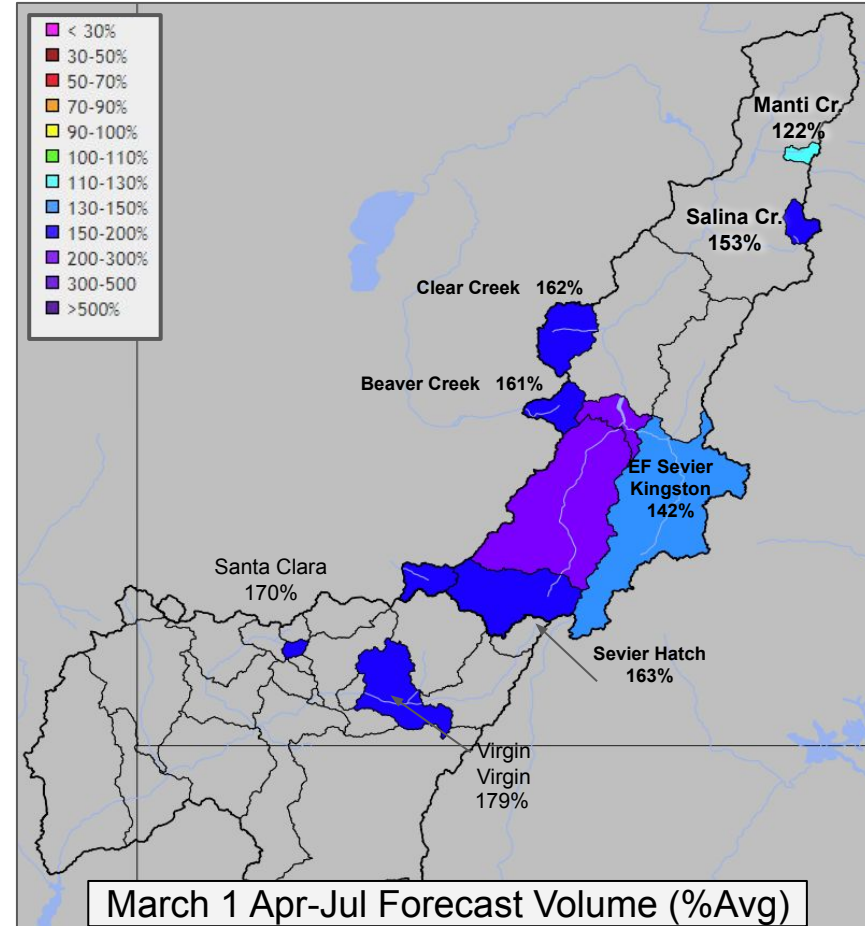 < 30%
30-50%
50-70%
70-90%
90-100%
100-110%
110-130%
130-150%
150-200%
200-300%
300-500
>500%
Manti Cr.
122%
Salina Cr.
153%
Clear Creek 162%
Beaver Creek 161%
EF Sevier
Kingston
142%
Santa Clara
170%
Sevier Hatch
163%
Virgin
Virgin
179%
March 1 Apr-Jul Forecast Volume (%Avg)